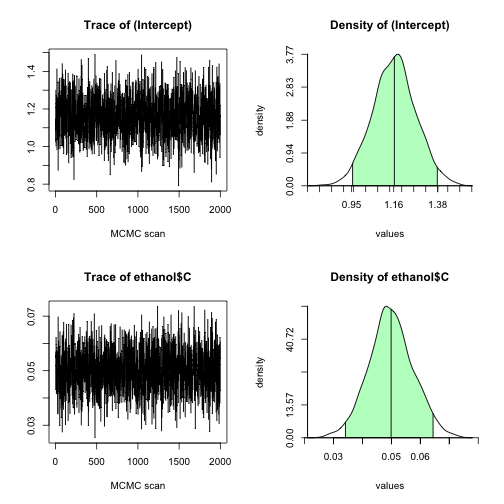 Trace of (Intercept)
0.8 1.0 1.2 1.4
0 500 1000 1500 2000
MCMC scan
Density of (Intercept)
density
0.00 0.94 1.88 2.83 3.77
0.95 1.16 1.38
values
Trace of ethanol$C
0.03 0.05 0.07
0 500 1000 1500 2000
MCMC scan
Density of ethanol$C
density
0.00 13.57 40.72
0.03 0.05 0.06
values